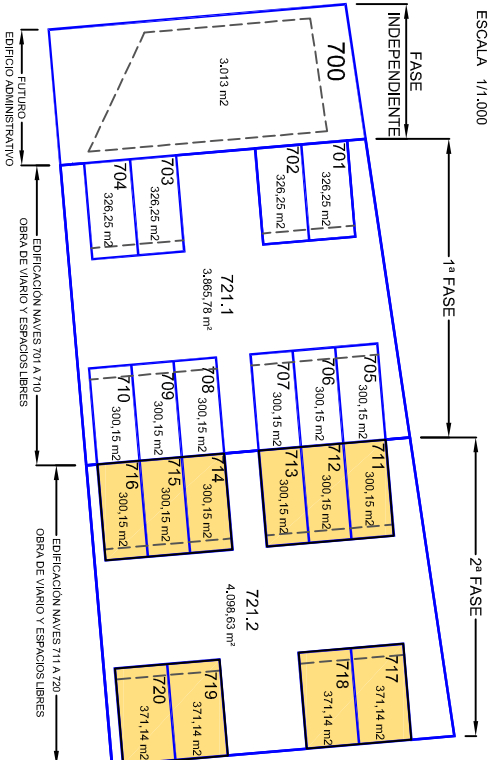 ESCALA 1/1.000
FASE
INDEPENDIENTE
1ª FASE
2ª FASE
700
3.013 m2
701
326,25 m2
702
326,25 m2
703
326,25 m2
704
326,25 m2
721.1
3.865,78 m²
705
300,15 m2
706
300,15 m2
707
300,15 m2
708
300,15 m2
709
300,15 m2
710
300,15 m2
711
300,15 m2
712
300,15 m2
713
300,15 m2
714
300,15 m2
715
300,15 m2
716
300,15 m2
721.2
4.098,63 m²
717
371,14 m2
718
371,14 m2
719
371,14 m2
720
371,14 m2
FUTURO
EDIFICIO ADMINISTRATIVO
EDIFICACIÓN NAVES 701 A 710
OBRA DE VIARIO Y ESPACIOS LIBRES
EDIFICACIÓN NAVES 711 A 720
OBRA DE VIARIO Y ESPACIOS LIBRES